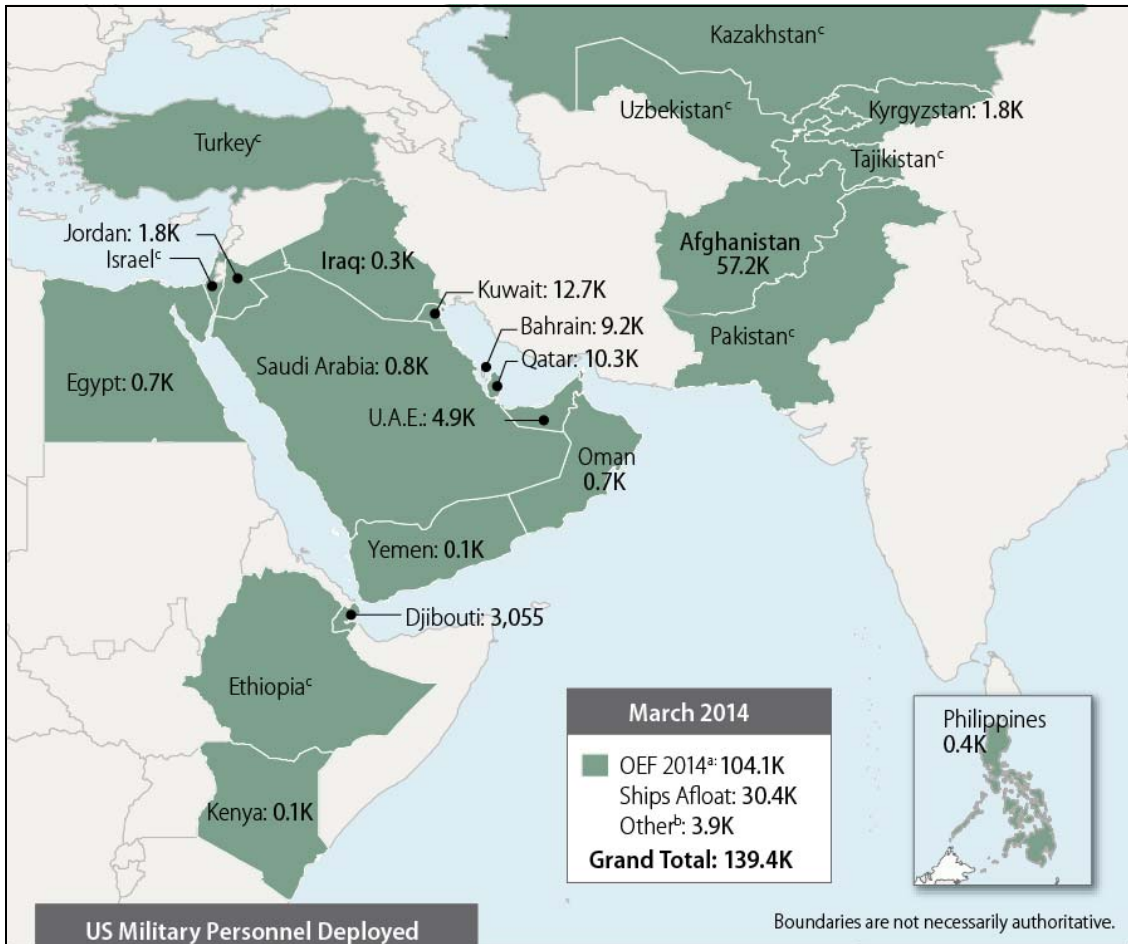 Kazakhstanᶜ
Uzbekistanᶜ
Kyrgyzstan: 1.8K
Turkeyᶜ
Tajikistanᶜ
Jordan: 1.8K
Israelᶜ
Iraq: 0.3K
Afghanistan
57.2K
Kuwait: 12.7K
Bahrain: 9.2K
Qatar: 10.3K
Pakistanᶜ
Egypt: 0.7K
Saudi Arabia: 0.8K
U.A.E.: 4.9K
Oman
0.7K
Yemen: 0.1K
Djibouti: 3,055
Ethiopiaᶜ
Kenya: 0.1K
March 2014
OEF 2014ᵃ: 104.1K
Ships Afloat: 30.4K
Otherᵇ: 3.9K
Grand Total: 139.4K
Philippines
0.4K
US Military Personnel Deployed
Boundaries are not necessarily authoritative.